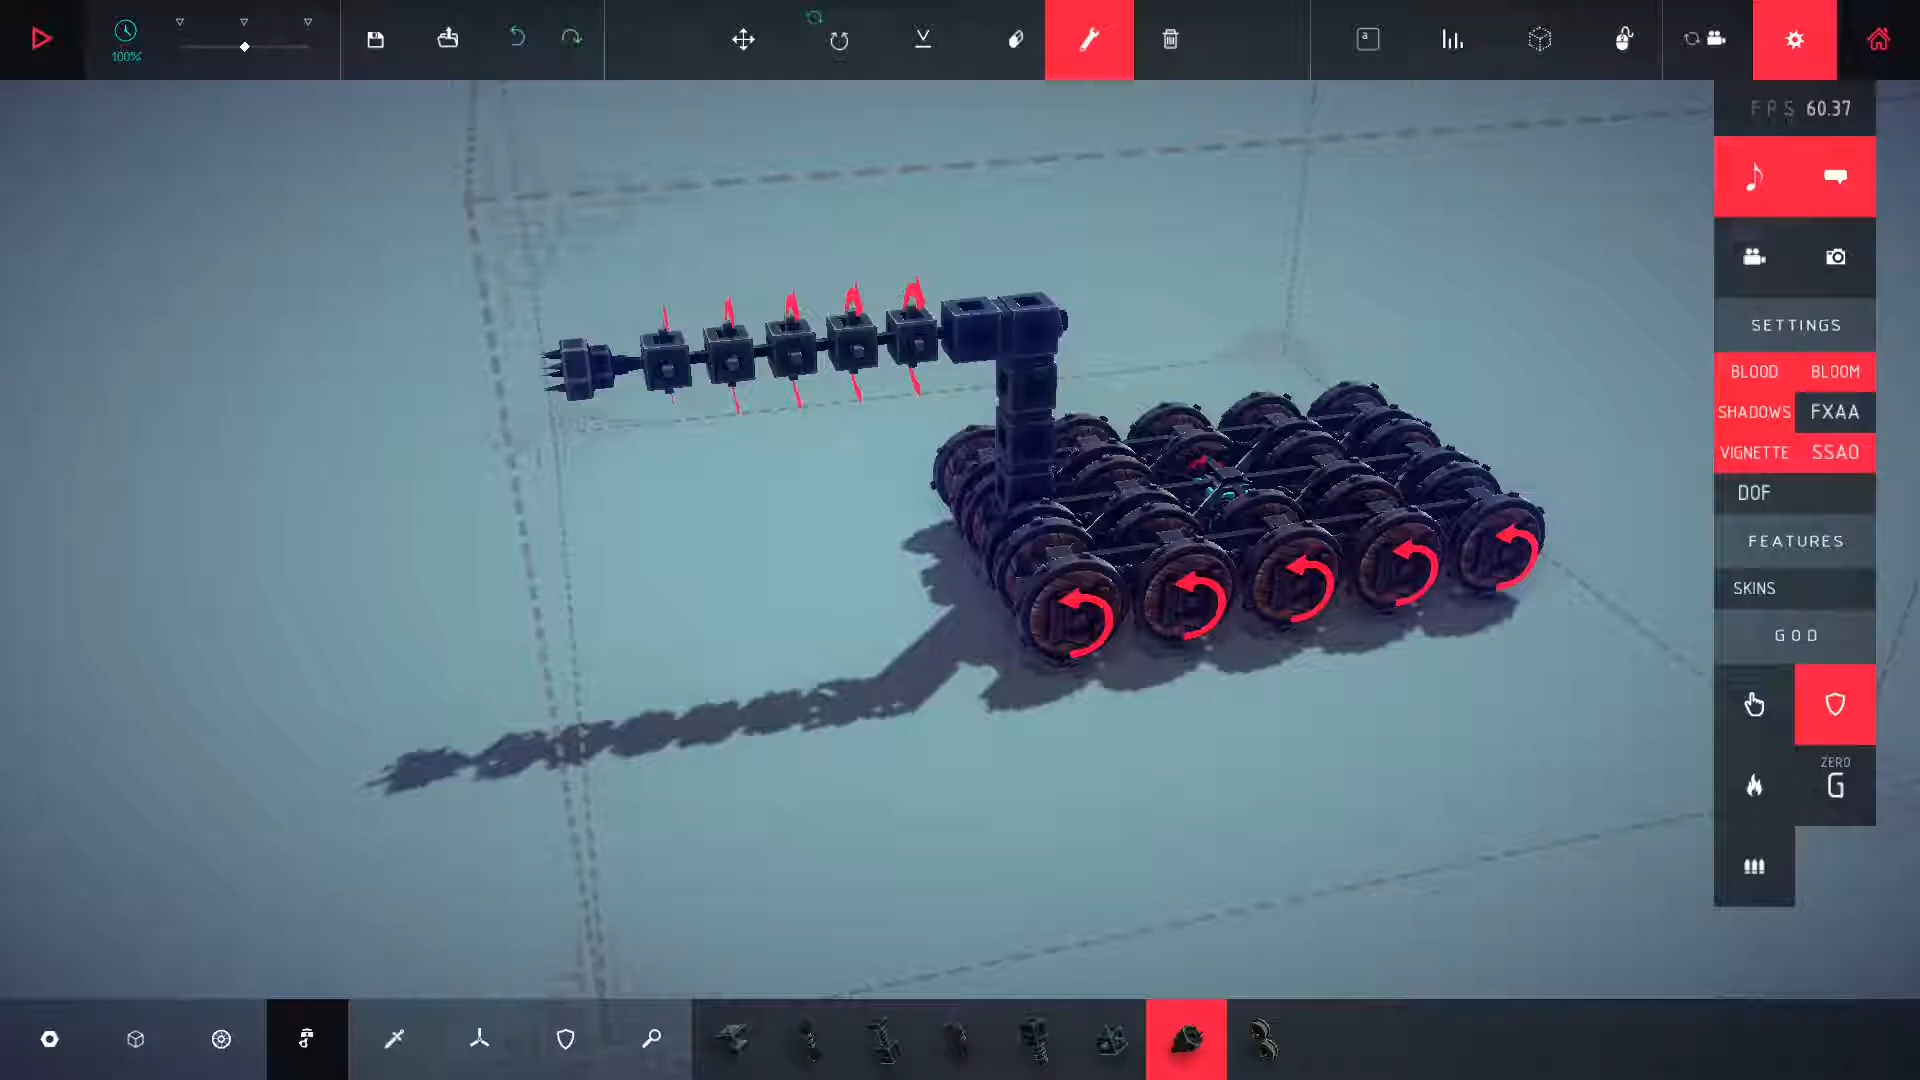 100%
a
FPS 60.37
SETTINGS
BLOOD BLOOM
SHADOWS FXAA
VIGNETTE SSAO
DOF
FEATURES
SKINS
GOD
ZERO
G